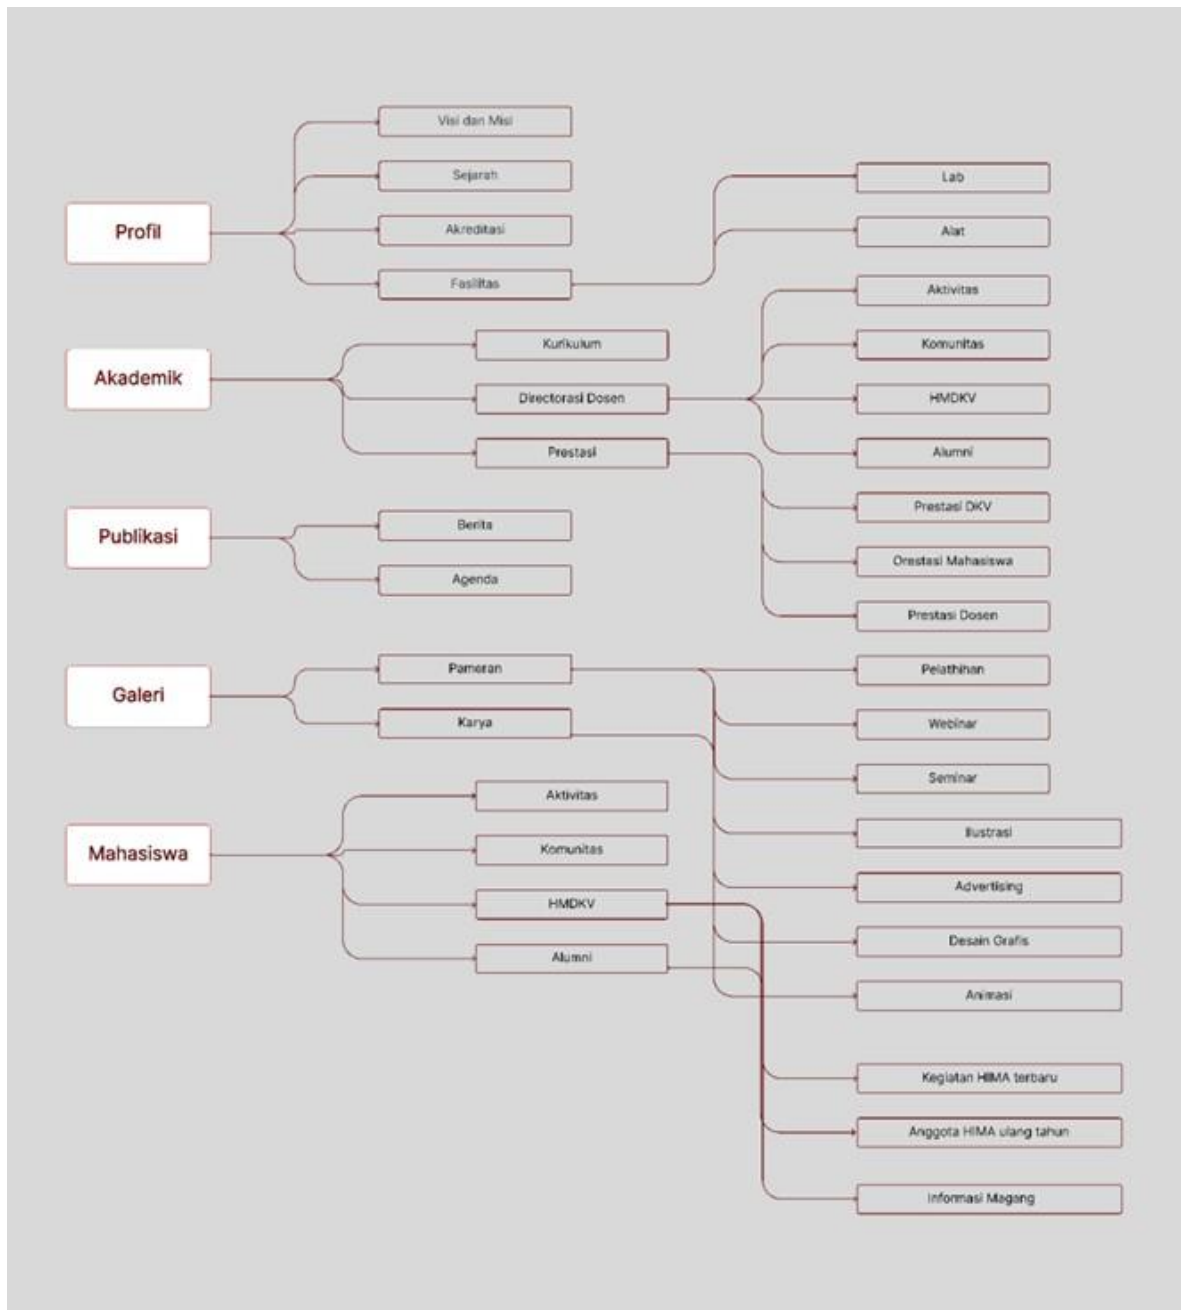 Profil
Visi dan Misi
Sejarah
Akreditasi
Fasilitas
Lab
Alat
Akademik
Kurikulum
Directorasi Dosen
Prestasi
Aktivitas
Komunitas
HMDKV
Alumni
Prestasi DKV
Orestasi Mahasiswa
Prestasi Dosen
Publikasi
Berita
Agenda
Galeri
Pameran
Karya
Pelathihan
Webinar
Seminar
Ilustrasi
Advertising
Desain Grafis
Animasi
Mahasiswa
Aktivitas
Komunitas
HMDKV
Alumni
Kegiatan HIMA terbaru
Anggota HIMA ulang tahun
Informasi Magang